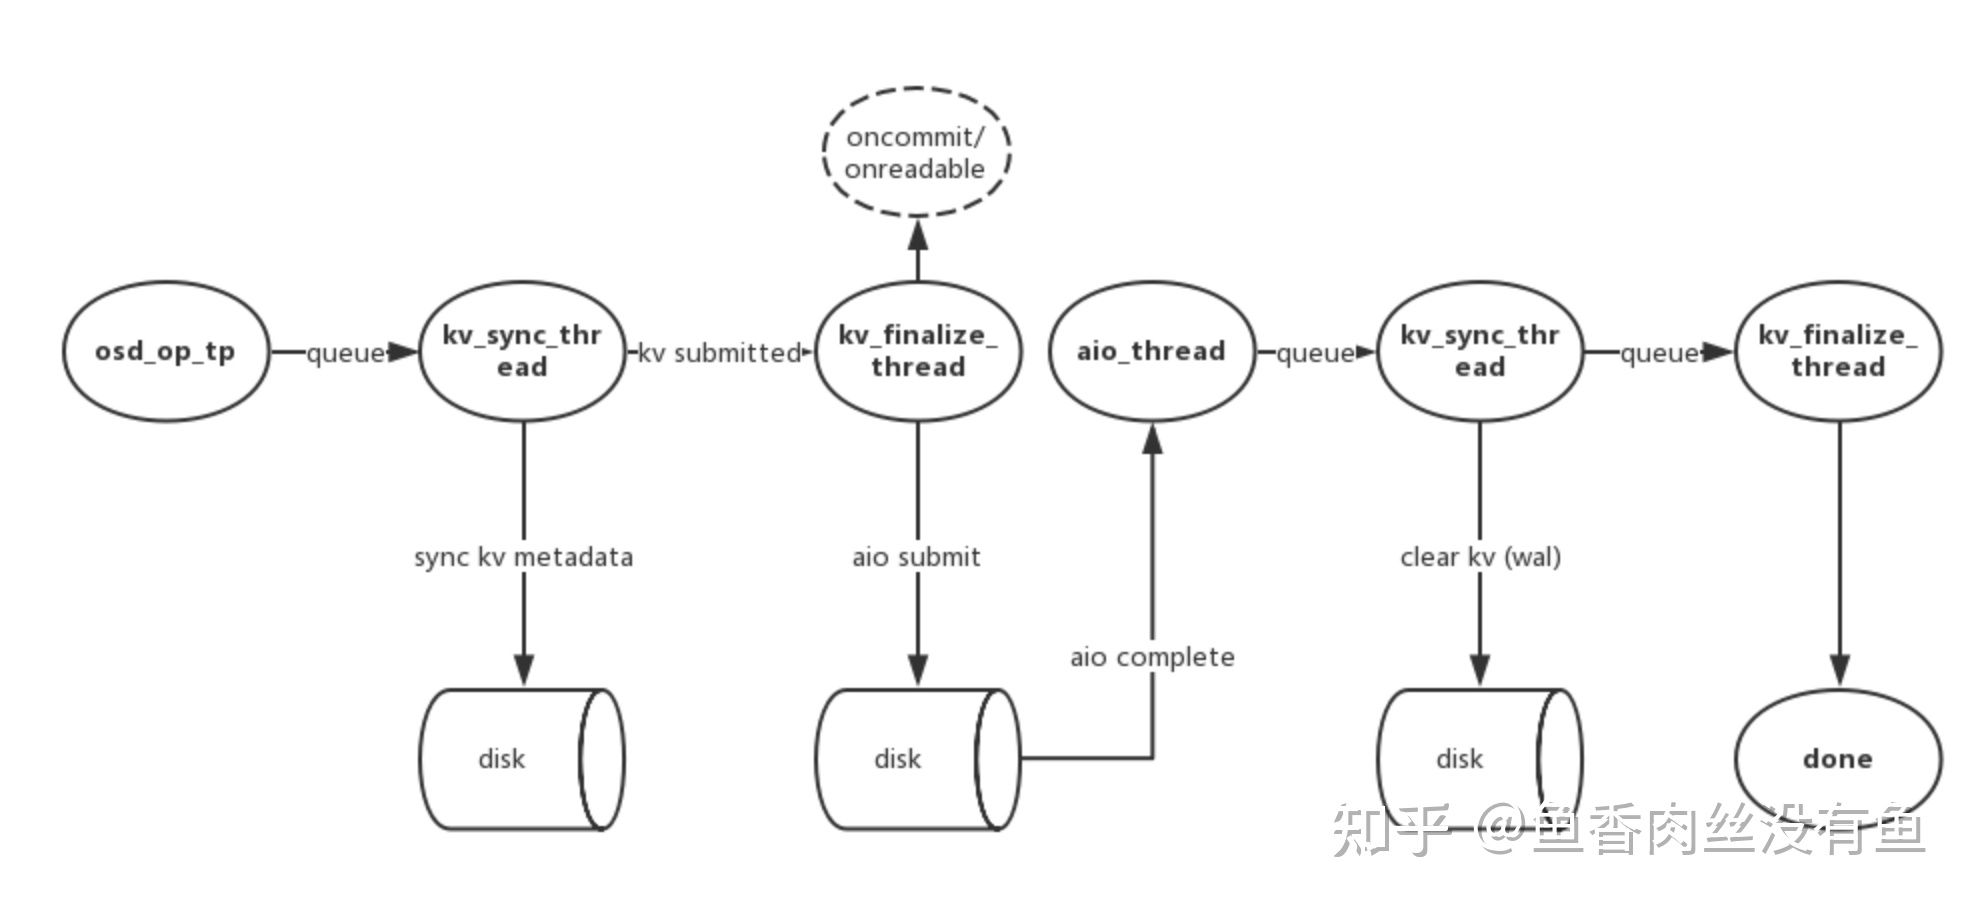 oncommit/
onreadable
osd_op_tp
queue
kv_sync_thr
ead
kv submitted
kv_finalize_
thread
aio_thread
queue
kv_sync_thr
ead
queue
kv_finalize_
thread
sync kv metadata
aio submit
clear kv (wal)
aio complete
disk
disk
disk
done
知乎 @鱼香肉丝没有鱼